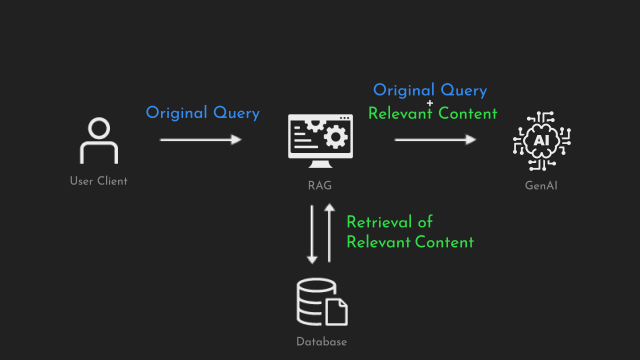 Original Query
Original Query
+
Relevant Content
AI
User Client
RAG
GenAI
Retrieval of
Relevant Content
Database